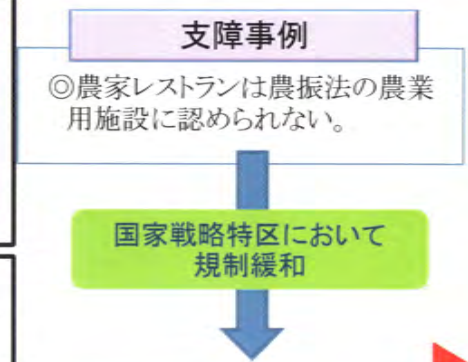 支障事例
◎農家レストランは農振法の農業
用施設に認められない。
国家戦略特区において
規制緩和